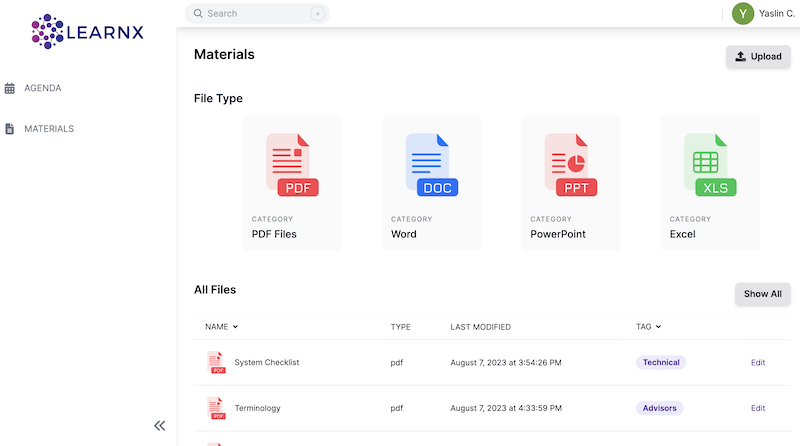 LEARNX
Search
Y
Yaslin C.
AGENDA
MATERIALS
Materials
Upload
File Type
PDF
DOC
PPT
XLS
CATEGORY
PDF Files
CATEGORY
Word
CATEGORY
PowerPoint
CATEGORY
Excel
All Files
Show All
NAME TYPE LAST MODIFIED TAG
PDF System Checklist pdf August 7, 2023 at 3:54:26 PM Technical Edit
PDF Terminology pdf August 7, 2023 at 4:33:59 PM Advisors Edit